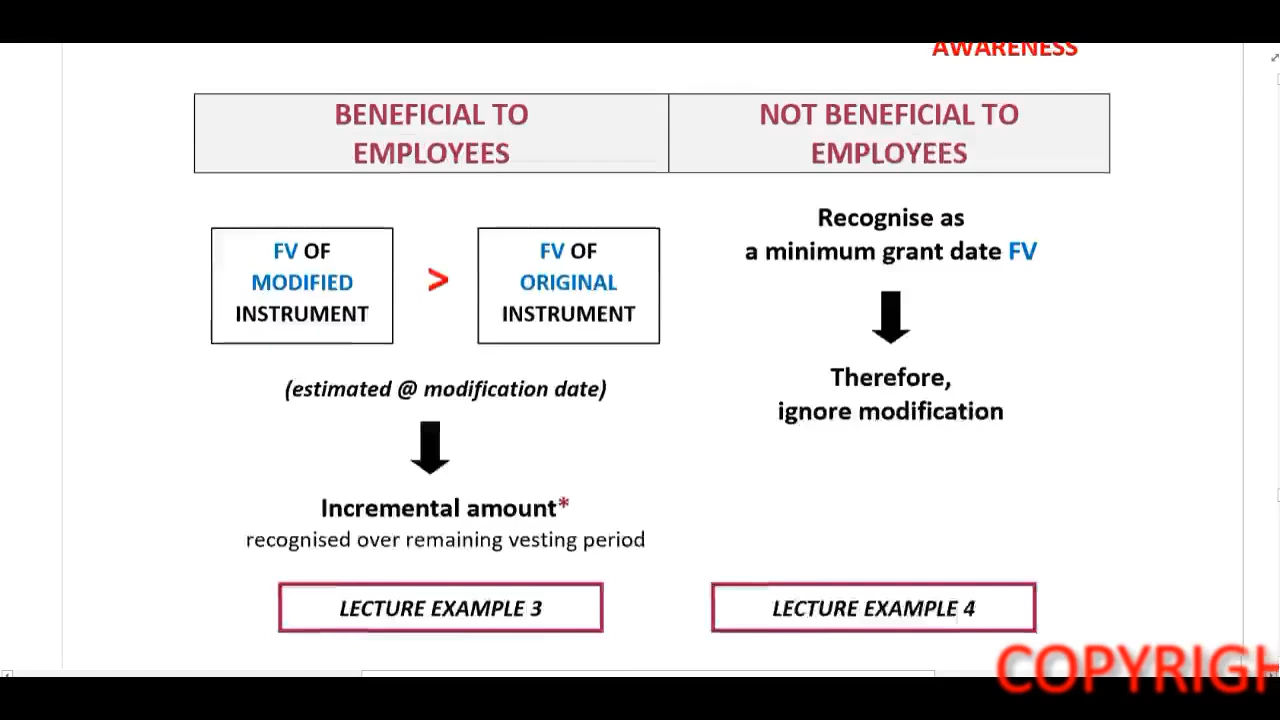 AWARENESS
BENEFICIAL TO
EMPLOYEES
NOT BENEFICIAL TO
EMPLOYEES
FV OF
MODIFIED
INSTRUMENT
>
FV OF
ORIGINAL
INSTRUMENT
(estimated @ modification date)
Incremental amount*
recognised over remaining vesting period
LECTURE EXAMPLE 3
Recognise as
a minimum grant date FV
Therefore,
ignore modification
LECTURE EXAMPLE 4
COPYRIGH